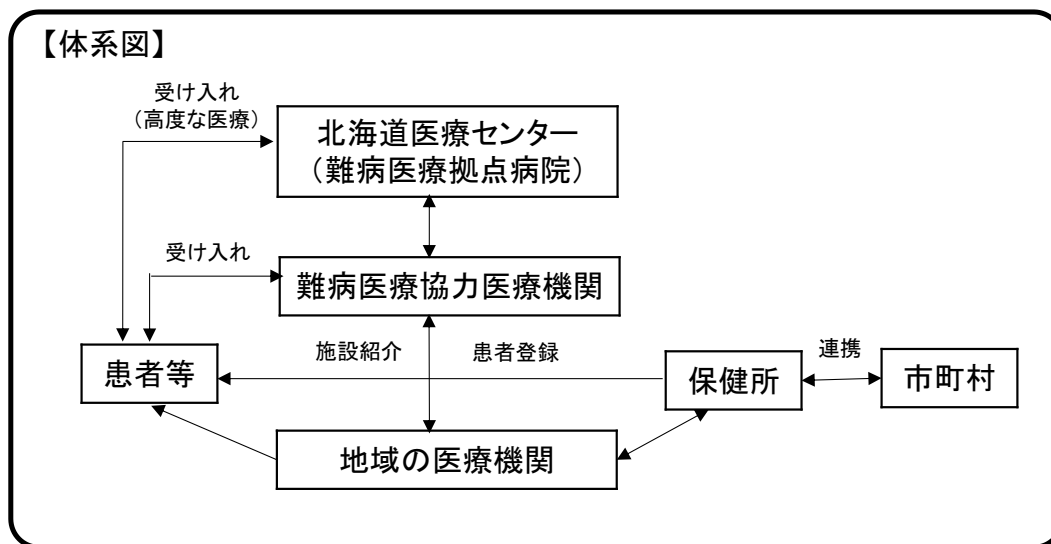 【体系図】
受け入れ
（高度な医療）
北海道医療センター
（難病医療拠点病院）
受け入れ
難病医療協力医療機関
施設紹介
患者登録
連携
患者等
保健所
市町村
地域の医療機関